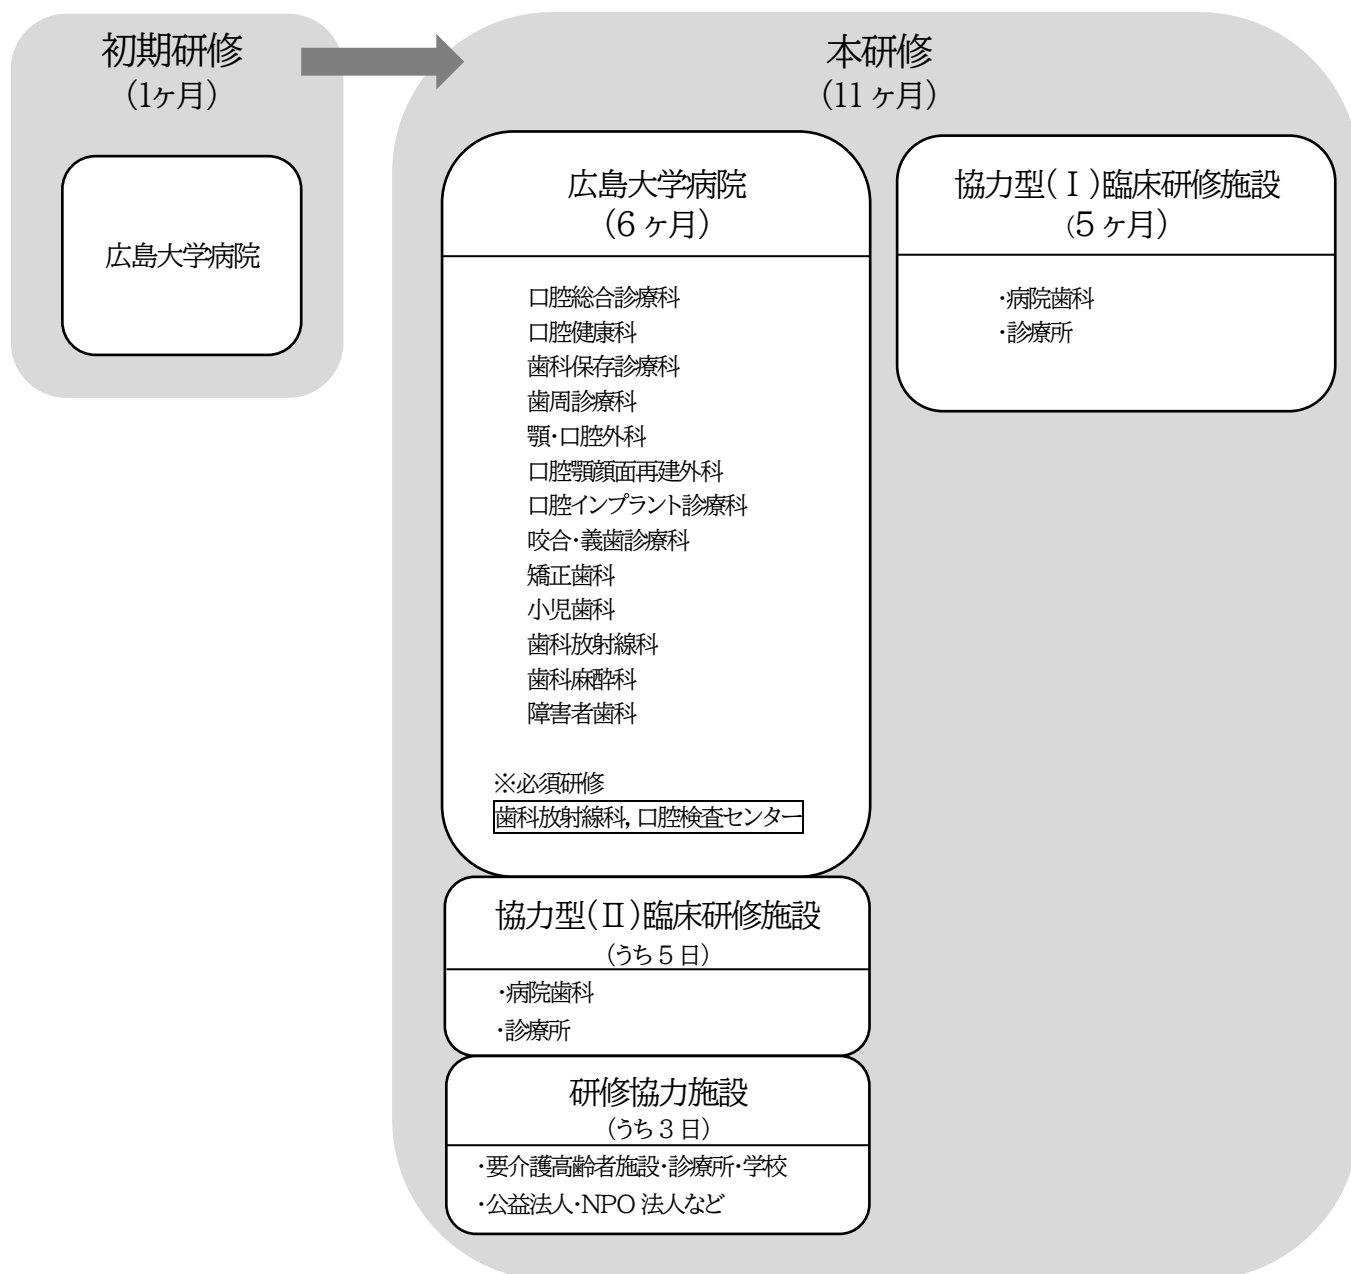 初期研修
（1ヶ月）
広島大学病院
本研修
（11ヶ月）
広島大学病院
（6ヶ月）
口腔総合診療科
口腔健康科
歯科保存診療科
歯周診療科
顎・口腔外科
口腔顎顔面再建外科
口腔インプラント診療科
咬合・義歯診療科
矯正歯科
小児歯科
歯科放射線科
歯科麻酔科
障害者歯科
※必須研修
歯科放射線科，口腔検査センター
協力型（Ⅱ）臨床研修施設
（うち5日）
・病院歯科
・診療所
研修協力施設
（うち3日）
・要介護高齢者施設・診療所・学校
・公益法人・NPO 法人など
協力型（Ⅰ）臨床研修施設
（5ヶ月）
・病院歯科
・診療所